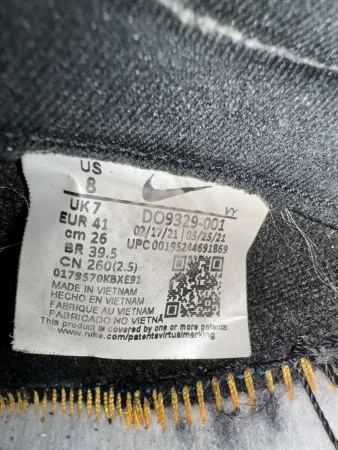 US
8
UK 7
EUR 41
cm 26
BR 39.5
CN 260(2.5)
DO9329-001
VY
02/17/21 | 05/25/21
UPC 00195244691869
0179570KBXE91
MADE IN VIETNAM
HECHO EN VIETNAM
FABRIQUE AU VIETNAM
FABRICADO NO VIETNA
This product is covered by one or more patents.
www.nike.com/patentsvirtualmarking